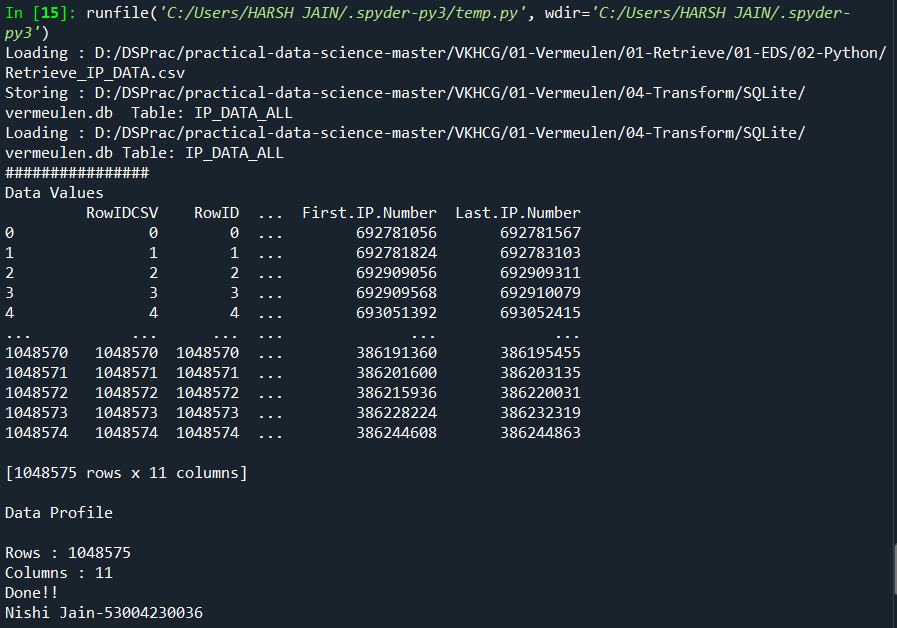 In [15]: runfile('C:/Users/HARSH JAIN/.spyder-py3/temp.py', wdir='C:/Users/HARSH JAIN/.spyder-
py3')
Loading : D:/DSPrac/practical-data-science-master/VKHCG/01-Vermeulen/01-Retrieve/01-EDS/02-Python/
Retrieve_IP_DATA.csv
Storing : D:/DSPrac/practical-data-science-master/VKHCG/01-Vermeulen/04-Transform/SQLite/
vermeulen.db  Table: IP_DATA_ALL
Loading : D:/DSPrac/practical-data-science-master/VKHCG/01-Vermeulen/04-Transform/SQLite/
vermeulen.db Table: IP_DATA_ALL
################
Data Values
         RowIDCSV    RowID  ...  First.IP.Number  Last.IP.Number
0               0        0  ...        692781056       692781567
1               1        1  ...        692781824       692783103
2               2        2  ...        692909056       692909311
3               3        3  ...        692909568       692910079
4               4        4  ...        693051392       693052415
...           ...      ...  ...              ...             ...
1048570   1048570  1048570  ...        386191360       386195455
1048571   1048571  1048571  ...        386201600       386203135
1048572   1048572  1048572  ...        386215936       386220031
1048573   1048573  1048573  ...        386228224       386232319
1048574   1048574  1048574  ...        386244608       386244863
[1048575 rows x 11 columns]
Data Profile
Rows : 1048575
Columns : 11
Done!!
Nishi Jain-53004230036